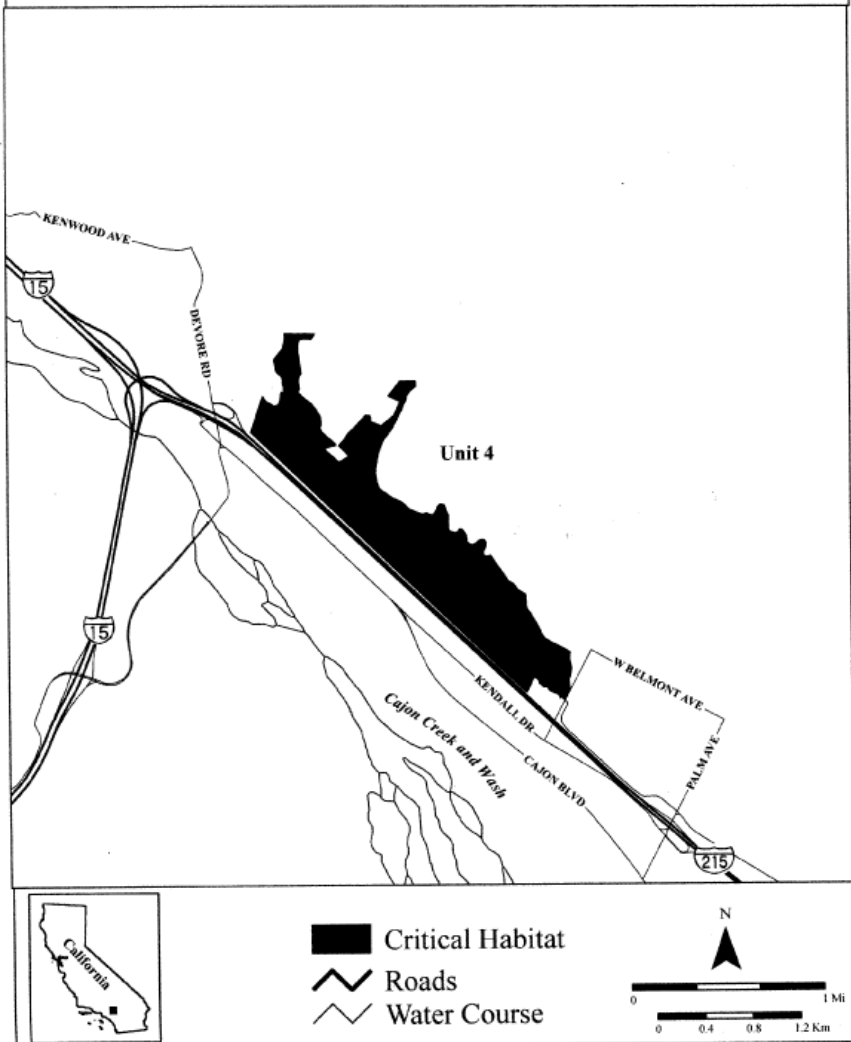 KENWOOD AVE
15
DEVORE RD
Unit 4
15
W BELMONT AVE
KENDALL DR
Cajon Creek and Wash
PALM AVE
CAJON BLVD
215
California
Critical Habitat
Roads
Water Course
N
0 1 Mi
0 0.4 0.8 1.2 Km